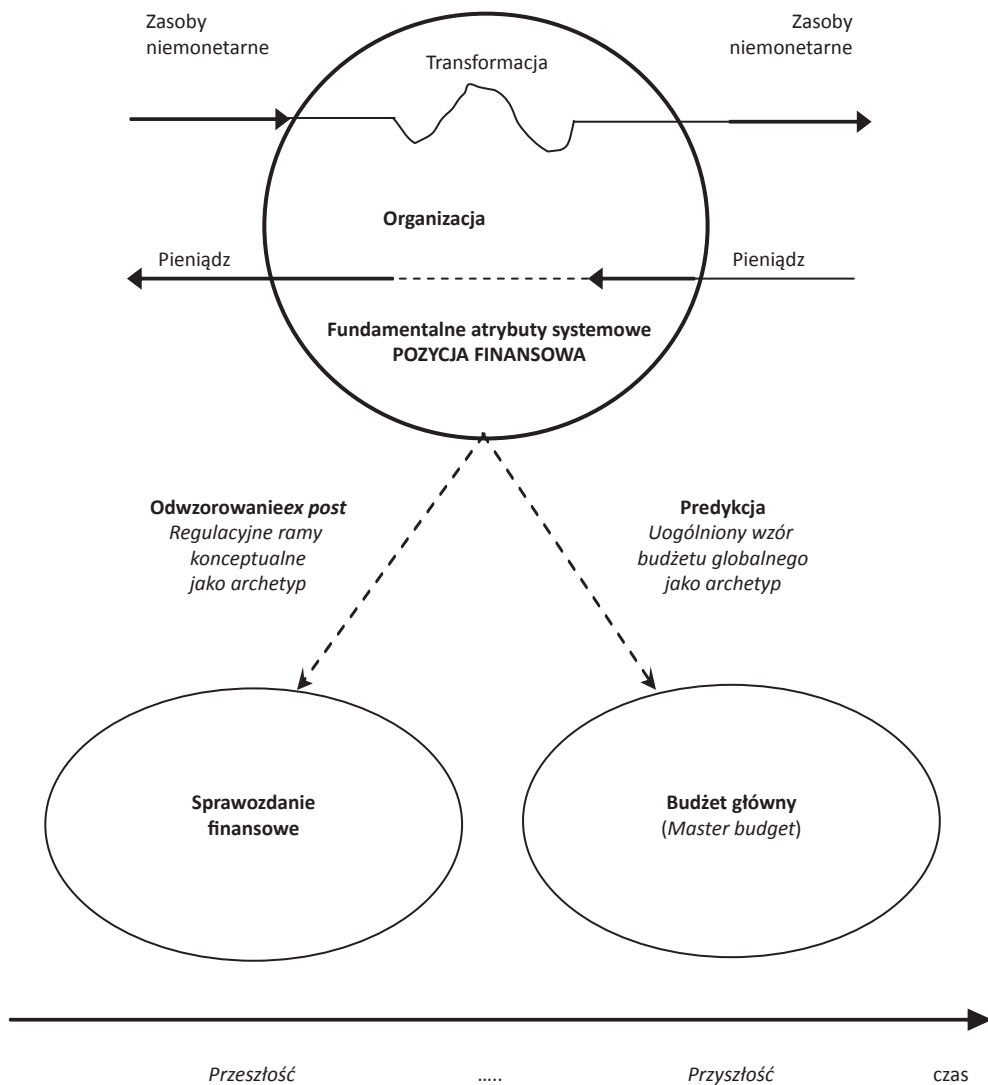 Zasoby
niemonetarne
Zasoby
niemonetarne
Transformacja
Organizacja
Pieniądz
Pieniądz
Fundamentalne atrybuty systemowe
POZYCJA FINANSOWA
Odwzorowanieex post
Regulacyjne ramy
konceptualne
jako archetyp
Predykcja
Uogólniony wzór
budżetu globalnego
jako archetyp
Sprawozdanie
finansowe
Budżet główny
(Master budget)
Przeszłość
.....
Przyszłość
czas